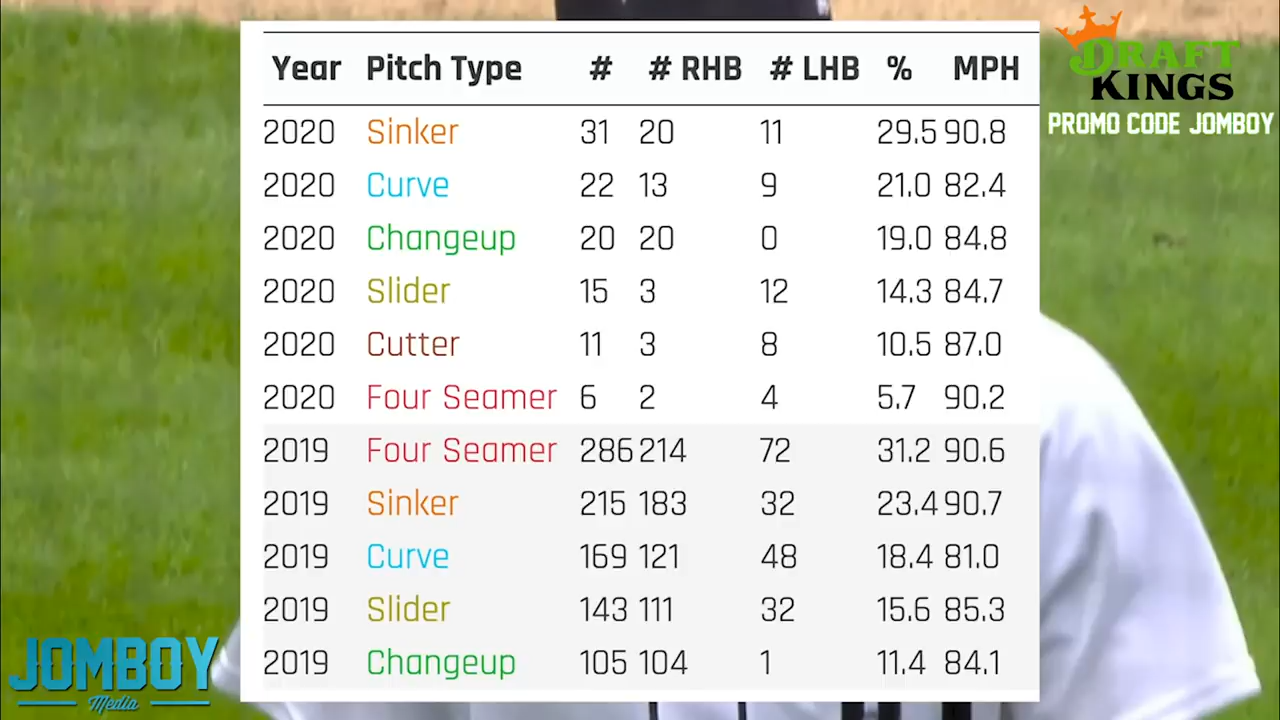 Year Pitch Type # # RHB # LHB % MPH
2020 Sinker 31 20 11 29.5 90.8
2020 Curve 22 13 9 21.0 82.4
2020 Changeup 20 20 0 19.0 84.8
2020 Slider 15 3 12 14.3 84.7
2020 Cutter 11 3 8 10.5 87.0
2020 Four Seamer 6 2 4 5.7 90.2
2019 Four Seamer 286 214 72 31.2 90.6
2019 Sinker 215 183 32 23.4 90.7
2019 Curve 169 121 48 18.4 81.0
2019 Slider 143 111 32 15.6 85.3
2019 Changeup 105 104 1 11.4 84.1
DRAFT
KINGS
PROMO CODE JOMBOY
JOMBOY
Media